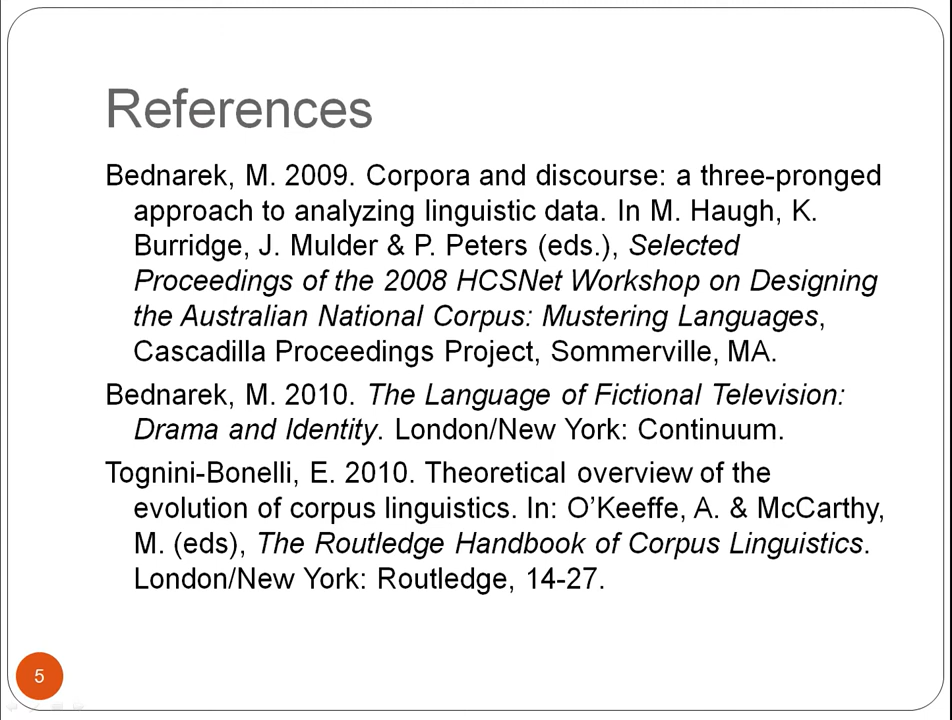 References
Bednarek, M. 2009. Corpora and discourse: a three-pronged
approach to analyzing linguistic data. In M. Haugh, K.
Burridge, J. Mulder & P. Peters (eds.), Selected
Proceedings of the 2008 HCSNet Workshop on Designing
the Australian National Corpus: Mustering Languages,
Cascadilla Proceedings Project, Sommerville, MA.
Bednarek, M. 2010. The Language of Fictional Television:
Drama and Identity. London/New York: Continuum.
Tognini-Bonelli, E. 2010. Theoretical overview of the
evolution of corpus linguistics. In: O’Keeffe, A. & McCarthy,
M. (eds), The Routledge Handbook of Corpus Linguistics.
London/New York: Routledge, 14-27.
5